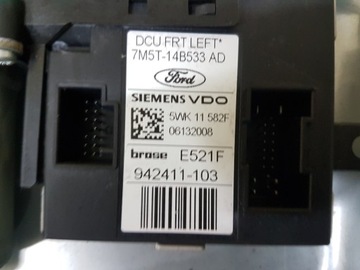 DCU FRT LEFT*
7M5T-14B533 AD
Ford
SIEMENS VDO
5WK 11 582F
06132008
brose E521F
942411-103